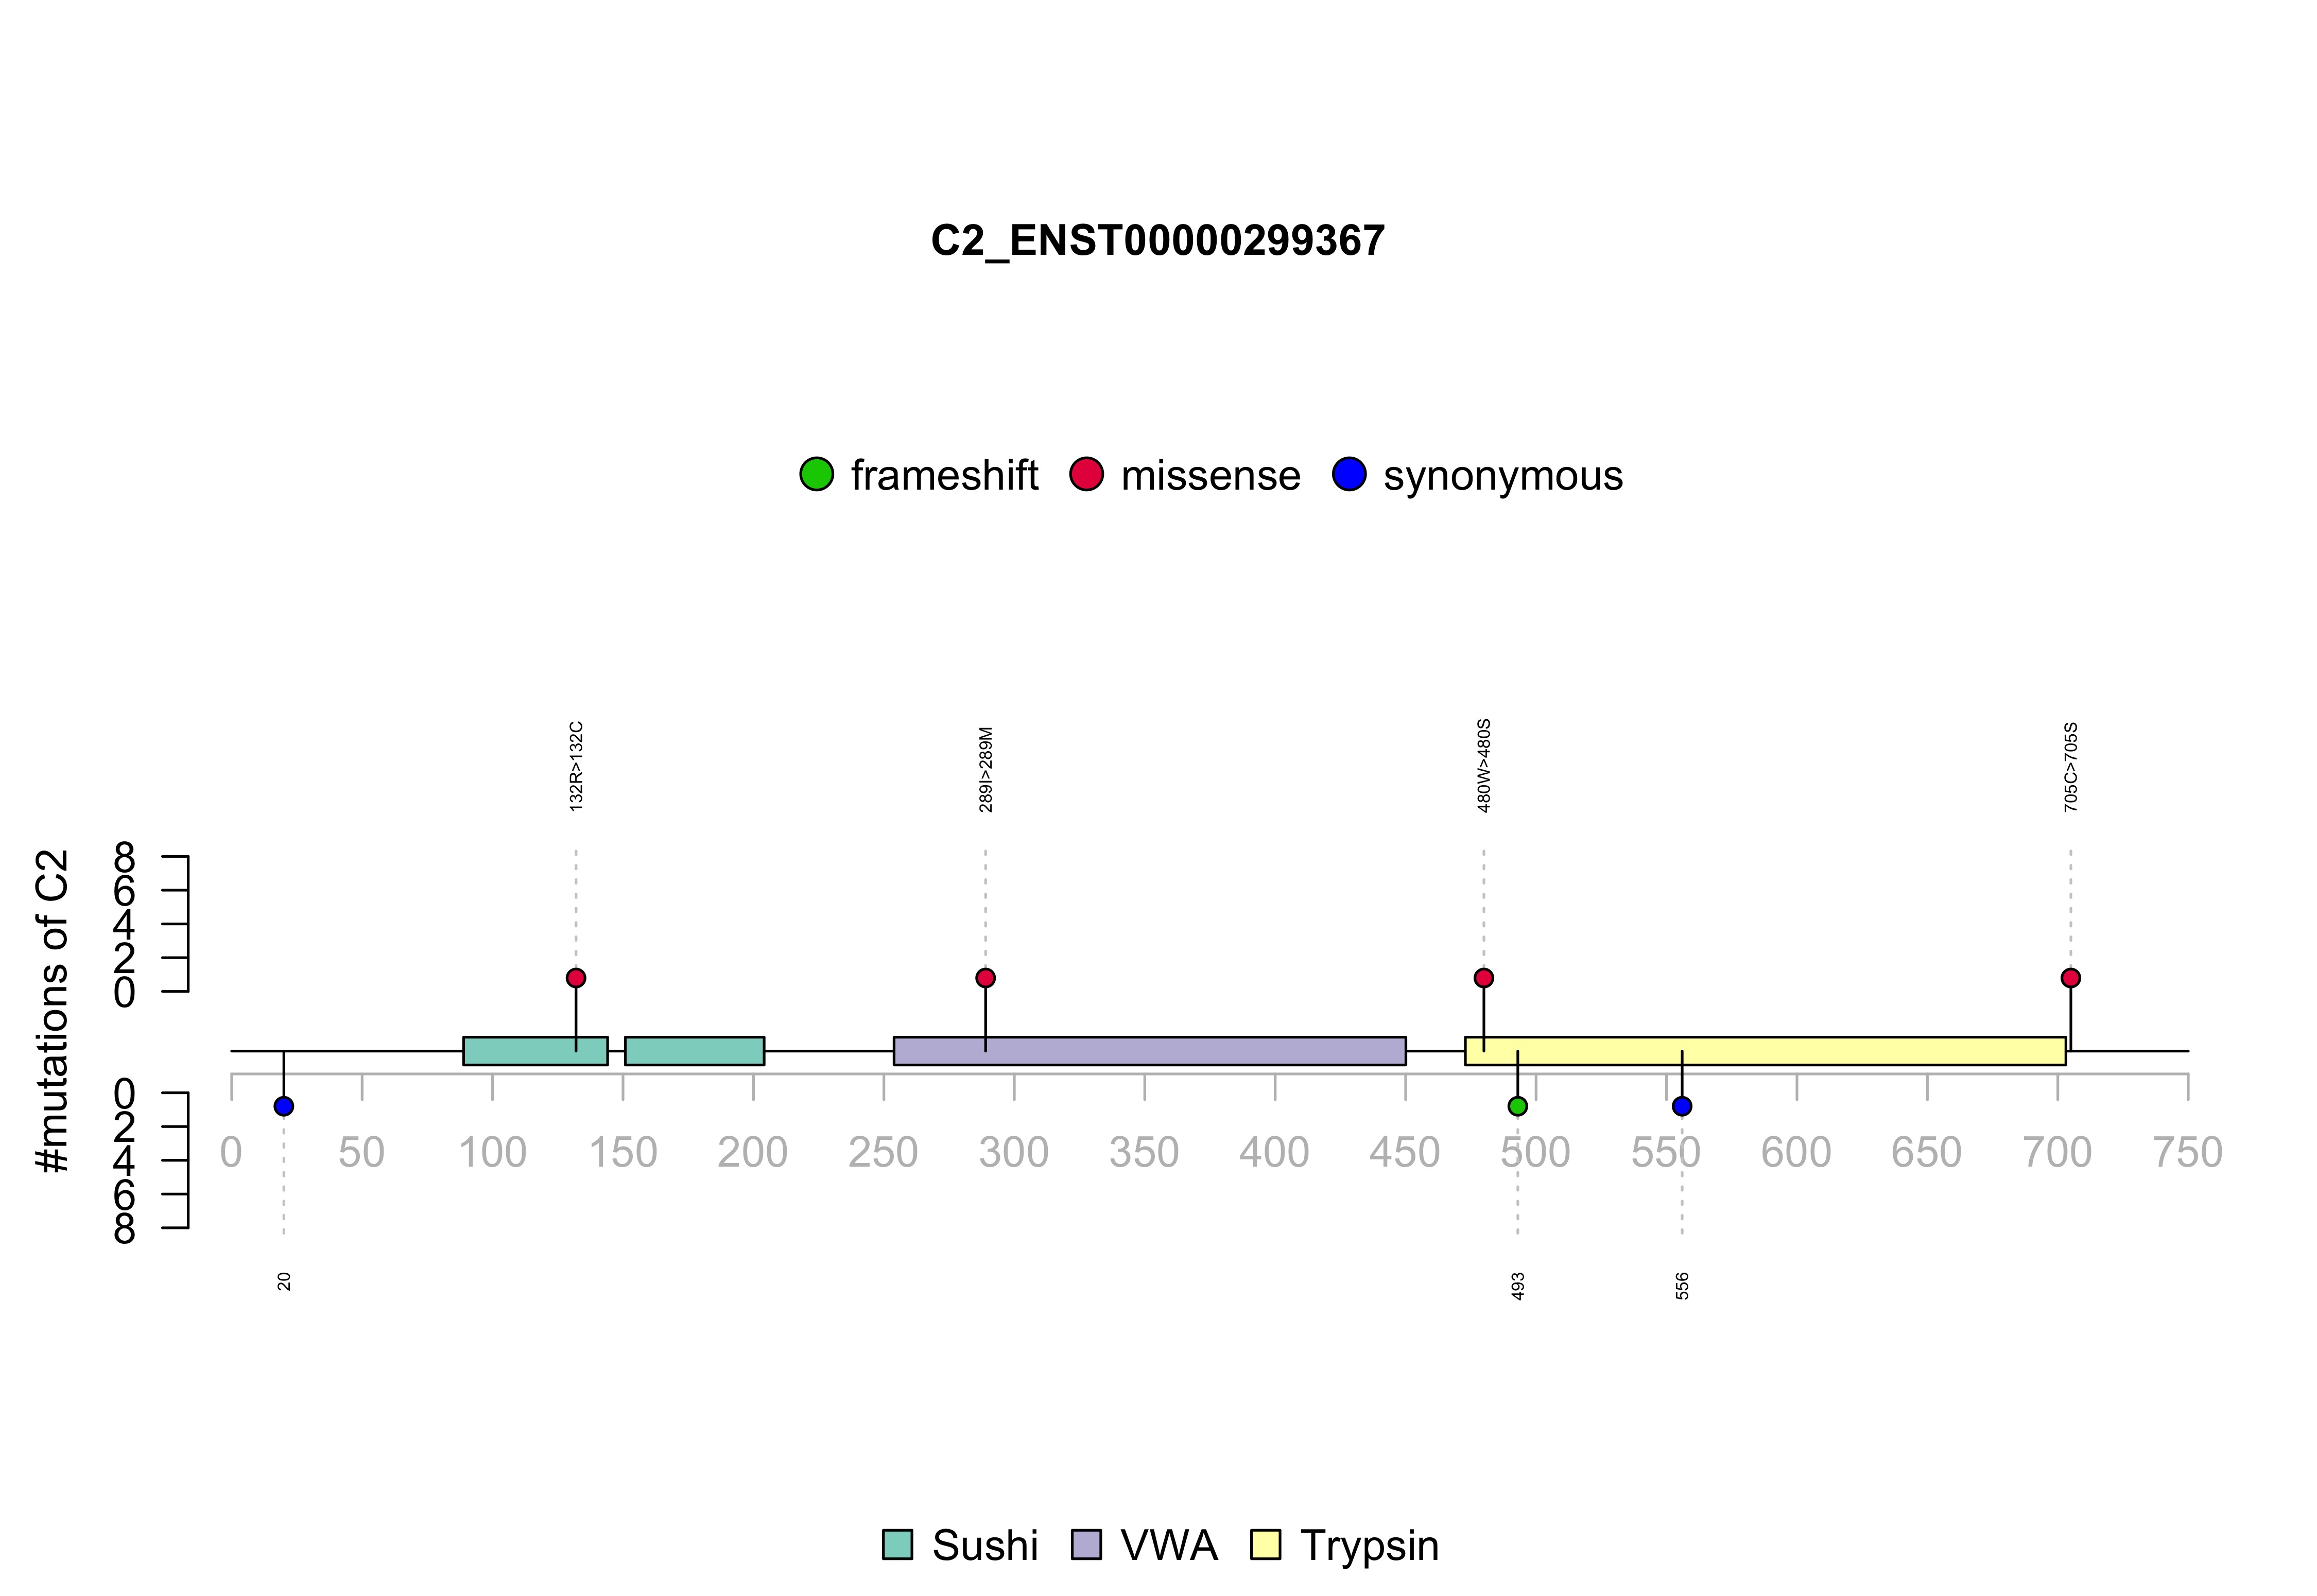 C2_ENST00000299367
frameshift missense synonymous
132R>132C 289I>289M 480W>480S 705C>705S
#mutations of C2
8
6
4
2
0
0
2
4
6
8
0 50 100 150 200 250 300 350 400 450 500 550 600 650 700 750
20 493 556
Sushi VWA Trypsin